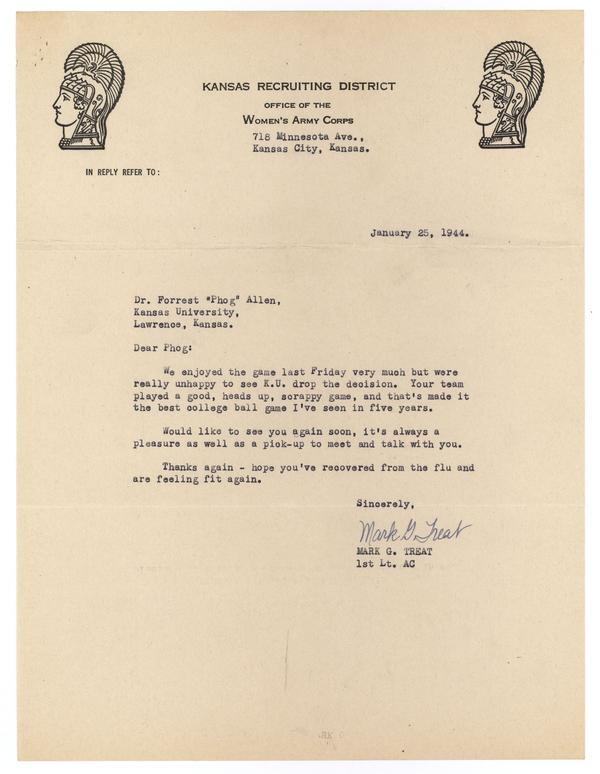 KANSAS RECRUITING DISTRICT
OFFICE OF THE
WOMEN'S ARMY CORPS
718 Minnesota Ave.,
Kansas City, Kansas.
IN REPLY REFER TO:
January 25, 1944.
Dr. Forrest "Phog" Allen,
Kansas University,
Lawrence, Kansas.
Dear Phog:
We enjoyed the game last Friday very much but were
really unhappy to see K.U. drop the decision. Your team
played a good, heads up, scrappy game, and that's made it
the best college ball game I've seen in five years.
Would like to see you again soon, it's always a
pleasure as well as a pick-up to meet and talk with you.
Thanks again - hope you've recovered from the flu and
are feeling fit again.
Sincerely,
Mark G. Treat
MARK G. TREAT
1st Lt. AC